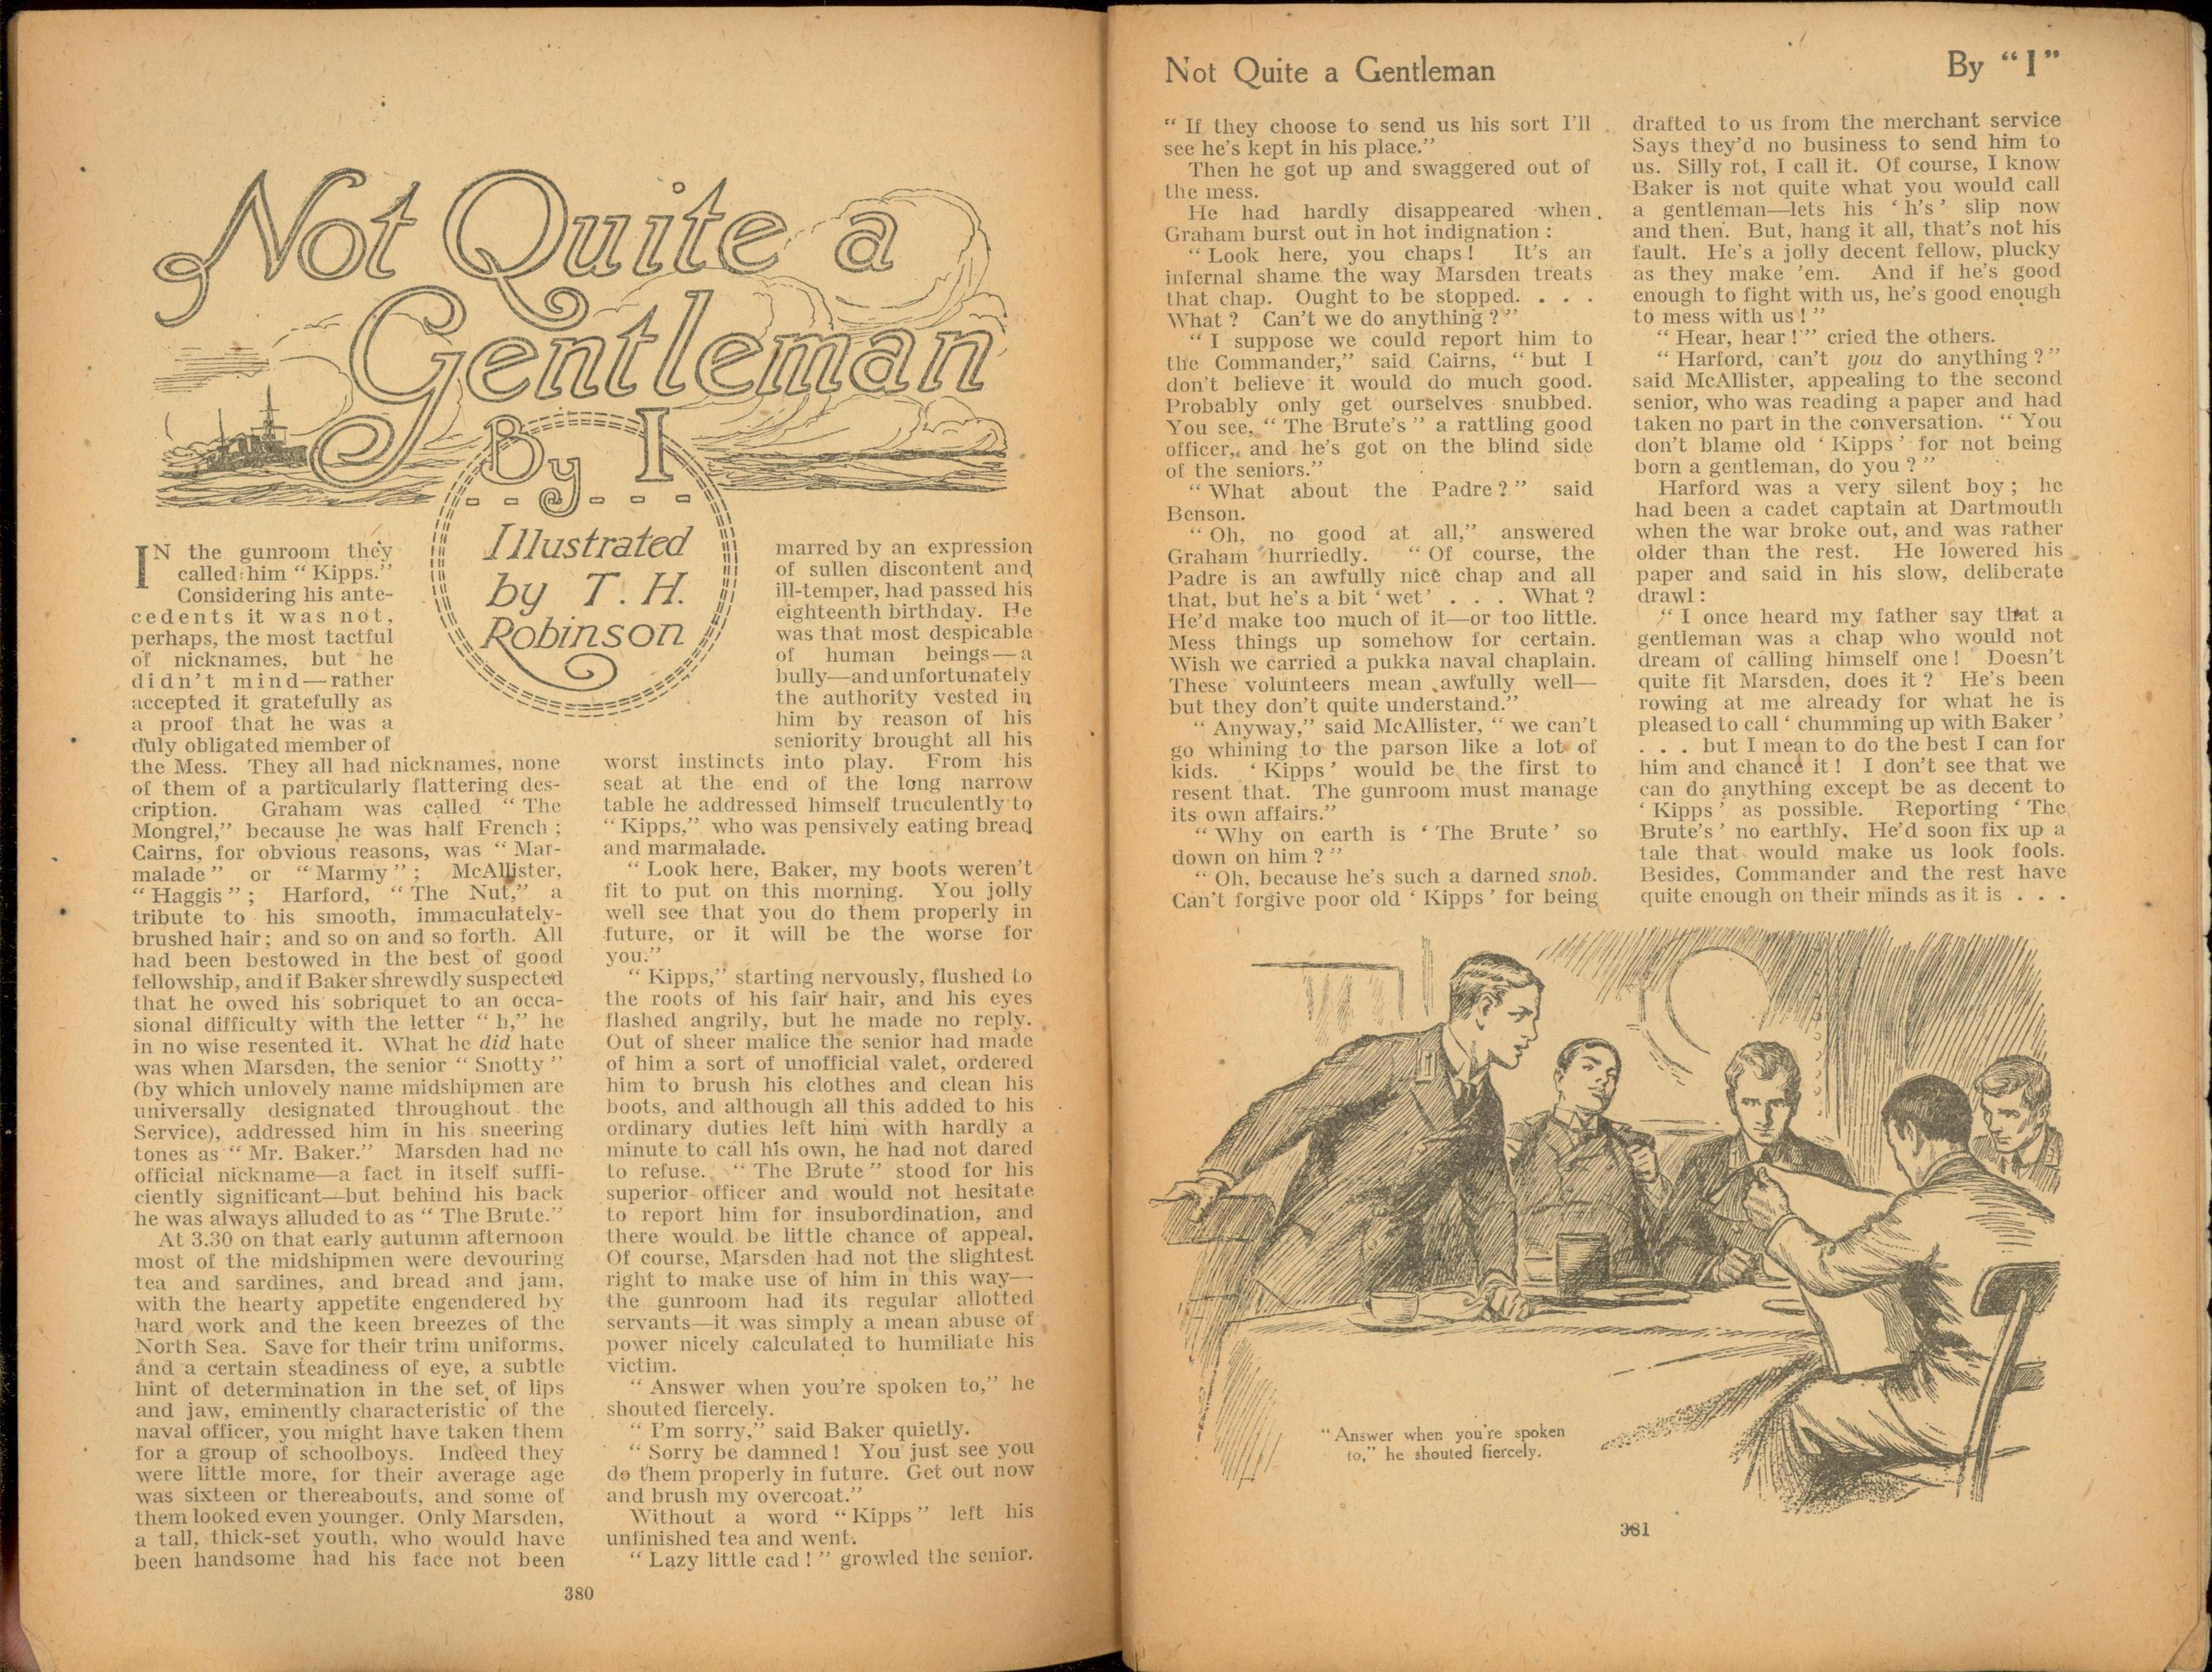 Not Quite a
Gentleman
By I
Illustrated
by T. H.
Robinson
IN the gunroom they
called him “ Kipps.”
Considering his ante-
cedents it was not,
perhaps, the most tactful
of nicknames, but he
didn't mind—rather
accepted it gratefully as
a proof that he was a
duly obligated member of
the Mess. They all had nicknames, none
of them of a particularly flattering des-
cription. Graham was called “ The
Mongrel,” because he was half French ;
Cairns, for obvious reasons, was “ Mar-
malade ” or “ Marmy ” ; McAllister,
“ Haggis ” ; Harford, “ The Nut,” a
tribute to his smooth, immaculately-
brushed hair ; and so on and so forth. All
had been bestowed in the best of good
fellowship, and if Baker shrewdly suspected
that he owed his sobriquet to an occa-
sional difficulty with the letter “ h,” he
in no wise resented it. What he did hate
was when Marsden, the senior “ Snotty ”
(by which unlovely name midshipmen are
universally designated throughout the
Service), addressed him in his sneering
tones as “ Mr. Baker.” Marsden had no
official nickname—a fact in itself suffi-
ciently significant—but behind his back
he was always alluded to as “ The Brute.”
At 3.30 on that early autumn afternoon
most of the midshipmen were devouring
tea and sardines, and bread and jam,
with the hearty appetite engendered by
hard work and the keen breezes of the
North Sea. Save for their trim uniforms,
and a certain steadiness of eye, a subtle
hint of determination in the set of lips
and jaw, eminently characteristic of the
naval officer, you might have taken them
for a group of schoolboys. Indeed they
were little more, for their average age
was sixteen or thereabouts, and some of
them looked even younger. Only Marsden,
a tall, thick-set youth, who would have
been handsome had his face not been
marred by an expression
of sullen discontent and
ill-temper, had passed his
eighteenth birthday. He
was that most despicable
of human beings—a
bully—and unfortunately
the authority vested in
him by reason of his
seniority brought all his
worst instincts into play. From his
seat at the end of the long narrow
table he addressed himself truculently to
“ Kipps,” who was pensively eating bread
and marmalade.
“ Look here, Baker, my boots weren't
fit to put on this morning. You jolly
well see that you do them properly in
future, or it will be the worse for
you.”
“ Kipps,” starting nervously, flushed to
the roots of his fair hair, and his eyes
flashed angrily, but he made no reply.
Out of sheer malice the senior had made
of him a sort of unofficial valet, ordered
him to brush his clothes and clean his
boots, and although all this added to his
ordinary duties left him with hardly a
minute to call his own, he had not dared
to refuse. “ The Brute ” stood for his
superior officer and would not hesitate
to report him for insubordination, and
there would be little chance of appeal.
Of course, Marsden had not the slightest
right to make use of him in this way—
the gunroom had its regular allotted
servants—it was simply a mean abuse of
power nicely calculated to humiliate his
victim.
“ Answer when you're spoken to,” he
shouted fiercely.
“ I'm sorry,” said Baker quietly.
“ Sorry be damned ! You just see you
do them properly in future. Get out now
and brush my overcoat.”
Without a word “ Kipps ” left his
unfinished tea and went.
“ Lazy little cad ! ” growled the senior.
380
Not Quite a Gentleman By “ I ”
“ If they choose to send us his sort I'll
see he's kept in his place.”
Then he got up and swaggered out of
the mess.
He had hardly disappeared when
Graham burst out in hot indignation :
“ Look here, you chaps ! It's an
infernal shame the way Marsden treats
that chap. Ought to be stopped. . . .
What ? Can't we do anything ? ”
“ I suppose we could report him to
the Commander,” said Cairns, “ but I
don't believe it would do much good.
Probably only get ourselves snubbed.
You see, “ The Brute's ” a rattling good
officer, and he's got on the blind side
of the seniors.”
“ What about the Padre ? ” said
Benson.
“ Oh, no good at all,” answered
Graham hurriedly. “ Of course, the
Padre is an awfully nice chap and all
that, but he's a bit ‘ wet ’ . . . What ?
He'd make too much of it—or too little.
Mess things up somehow for certain.
Wish we carried a pukka naval chaplain.
These volunteers mean awfully well—
but they don't quite understand.”
“ Anyway,” said McAllister, “ we can't
go whining to the parson like a lot of
kids. ‘ Kipps ’ would be the first to
resent that. The gunroom must manage
its own affairs.”
“ Why on earth is ‘ The Brute ’ so
down on him ? ”
“ Oh, because he's such a darned snob.
Can't forgive poor old ‘ Kipps ’ for being
drafted to us from the merchant service
Says they'd no business to send him to
us. Silly rot, I call it. Of course, I know
Baker is not quite what you would call
a gentleman—lets his ‘ h's ’ slip now
and then. But, hang it all, that's not his
fault. He's a jolly decent fellow, plucky
as they make 'em. And if he's good
enough to fight with us, he's good enough
to mess with us ! ”
“ Hear, hear ! ” cried the others.
“ Harford, can't you do anything ? ”
said McAllister, appealing to the second
senior, who was reading a paper and had
taken no part in the conversation. “ You
don't blame old ‘ Kipps ’ for not being
born a gentleman, do you ? ”
Harford was a very silent boy ; he
had been a cadet captain at Dartmouth
when the war broke out, and was rather
older than the rest. He lowered his
paper and said in his slow, deliberate
drawl :
“ I once heard my father say that a
gentleman was a chap who would not
dream of calling himself one ! Doesn't
quite fit Marsden, does it ? He's been
rowing at me already for what he is
pleased to call ‘ chumming up with Baker ’
. . . but I mean to do the best I can for
him and chance it ! I don't see that we
can do anything except be as decent to
‘ Kipps ’ as possible. Reporting ‘ The
Brute's ’ no earthly. He'd soon fix up a
tale that would make us look fools.
Besides, Commander and the rest have
quite enough on their minds as it is . . .
“ Answer when you're spoken
to,” he shouted fiercely.
381